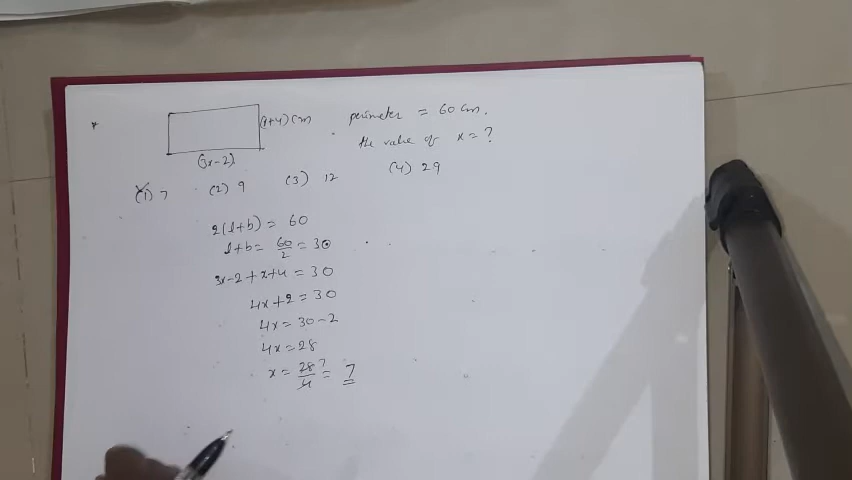 * (x+4) cm perimeter = 60 cm.
the value of x = ?
(3x-2)
(1) 7 (2) 9 (3) 12 (4) 29
2(l+b) = 60
l+b = 60/2 = 30
3x-2+x+4 = 30
4x+2 = 30
4x = 30-2
4x = 28
x = 28/4 7 = 7